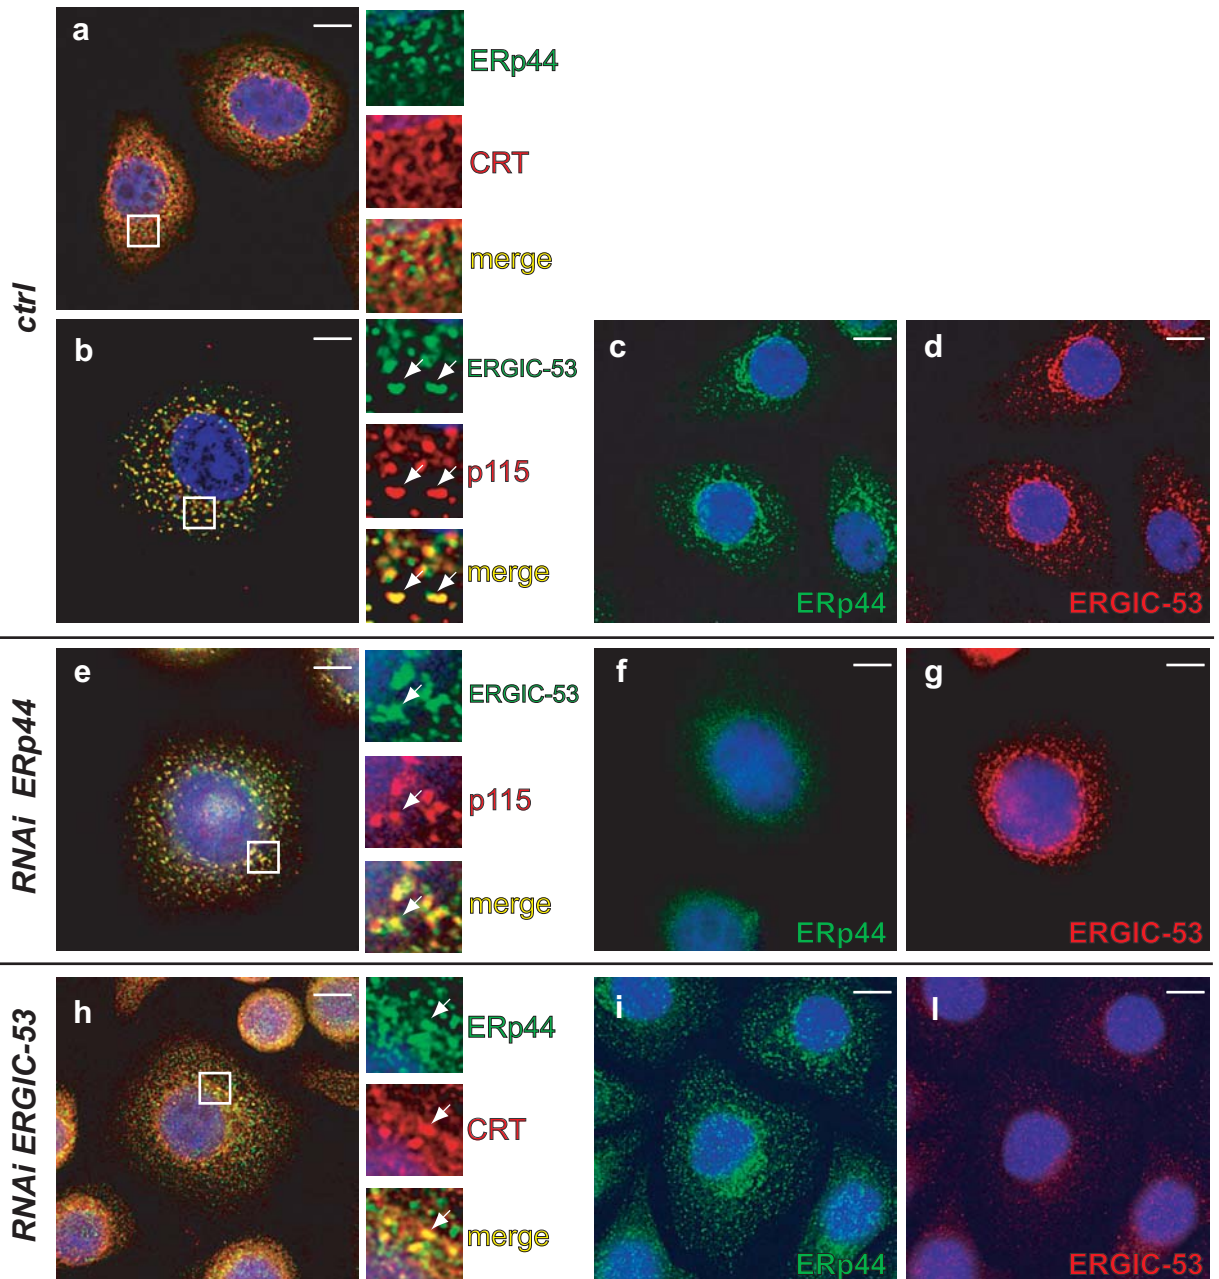 ctrl
a
ERp44
CRT
merge
b
ERGIC-53
p115
merge
c
ERp44
d
ERGIC-53
RNAi ERp44
e
ERGIC-53
p115
merge
f
ERp44
g
ERGIC-53
RNAi ERGIC-53
h
ERp44
CRT
merge
i
ERp44
l
ERGIC-53